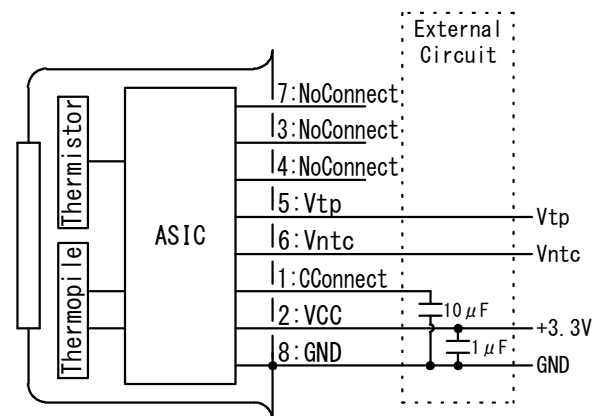 External
Circuit
7:NoConnect
3:NoConnect
4:NoConnect
5:Vtp
Vtp
6:Vntc
Vntc
1:CConnect
10μF
2:VCC
+3.3V
1μF
8:GND
GND
Thermistor
Thermopile
ASIC